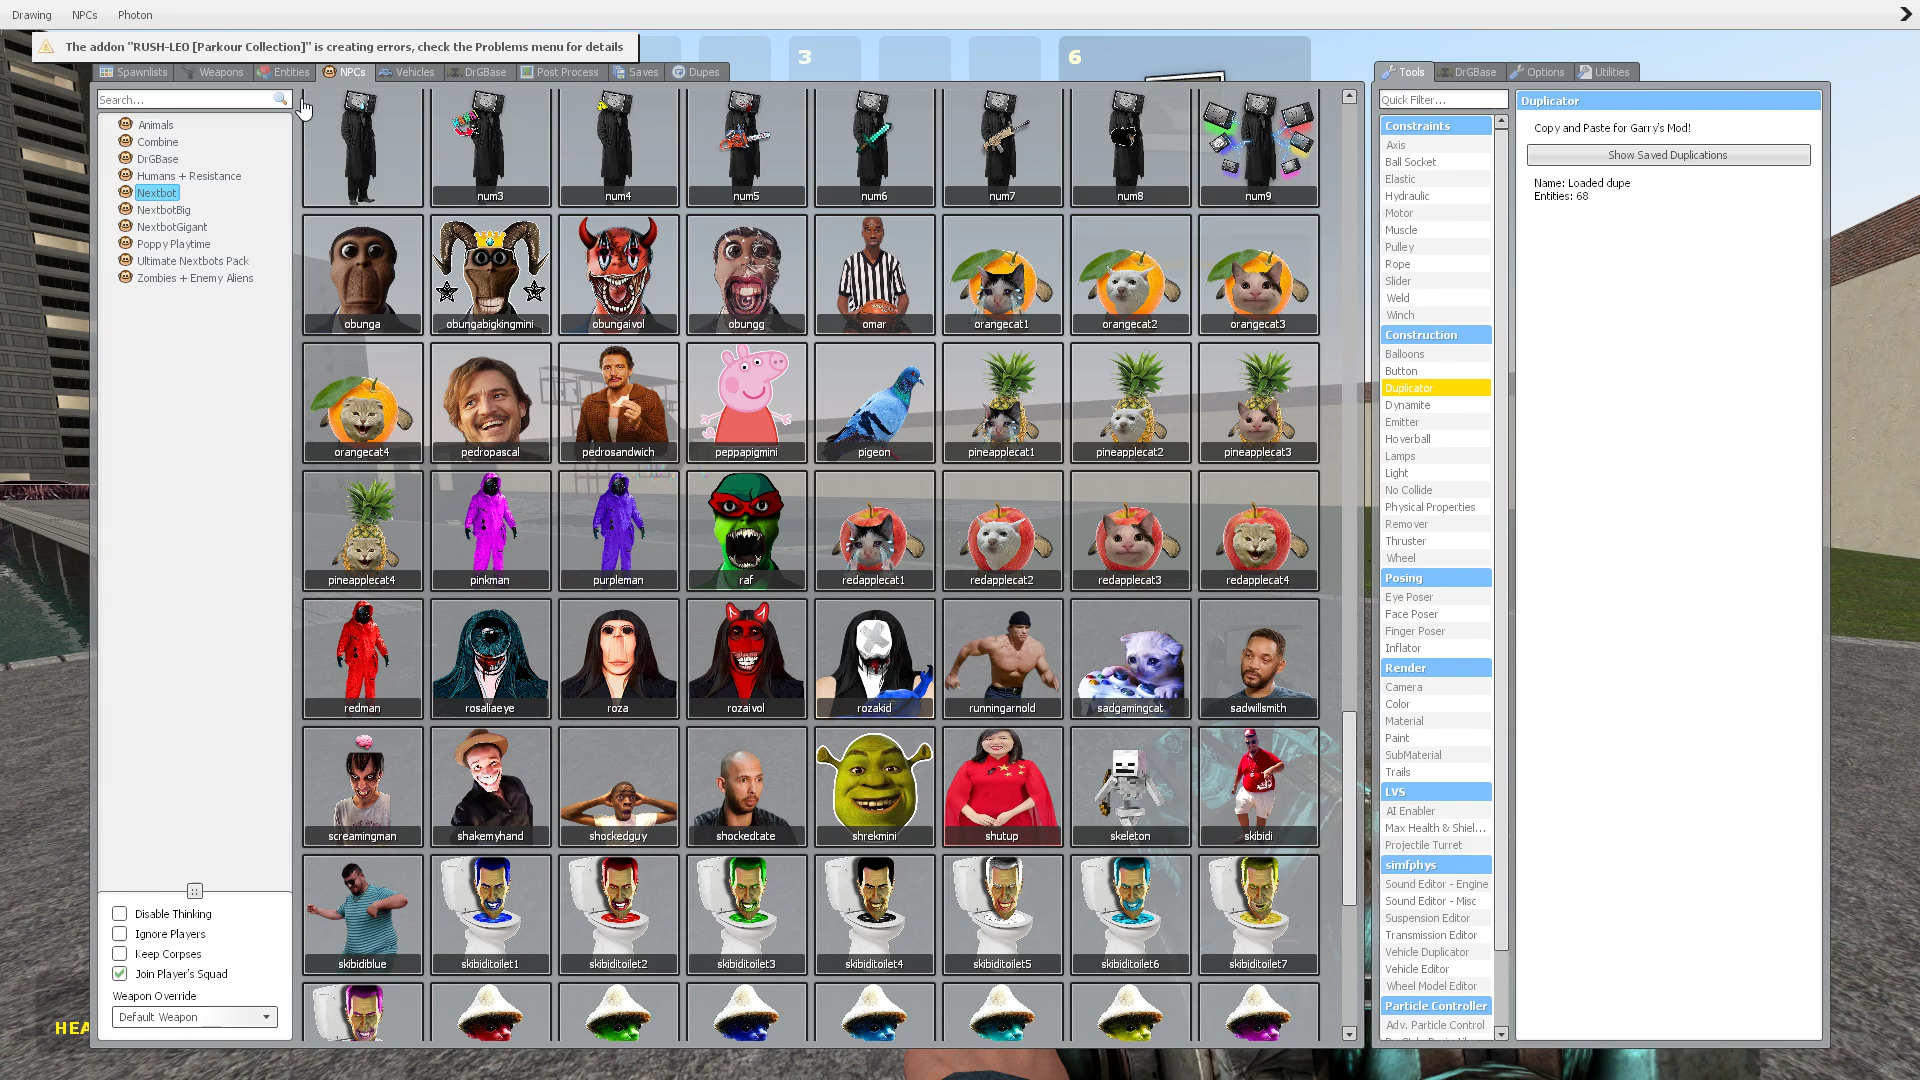 Drawing NPCs Photon
The addon "RUSH-LEO [Parkour Collection]" is creating errors, check the Problems menu for details
3
6
Spawnlists Weapons Entities NPCs Vehicles DrGBase Post Process Saves Dupes
Search...
Animals
Combine
DrGBase
Humans + Resistance
Nextbot
NextbotBig
NextbotGigant
Poppy Playtime
Ultimate Nextbots Pack
Zombies + Enemy Aliens
num3 num4 num5 num6 num7 num8 num9
obunga obungabigkingmini obungaivol obungg omar orangecat1 orangecat2 orangecat3
orangecat4 pedropascal pedrosandwich peppapigmini pigeon pineapplecat1 pineapplecat2 pineapplecat3
pineapplecat4 pinkman purpleman raf redapplecat1 redapplecat2 redapplecat3 redapplecat4
redman rosaliaeye roza rozaivol rozakid runningarnold sadgamingcat sadwillsmith
screamingman shakemyhand shockedguy shockedtate shrekmini shutup skeleton skibidi
skibidiblue skibiditoilet1 skibiditoilet2 skibiditoilet3 skibiditoilet4 skibiditoilet5 skibiditoilet6 skibiditoilet7
Disable Thinking
Ignore Players
Keep Corpses
Join Player's Squad
Weapon Override
Default Weapon
HEA
Tools DrGBase Options Utilities
Quick Filter...
Constraints
Axis
Ball Socket
Elastic
Hydraulic
Motor
Muscle
Pulley
Rope
Slider
Weld
Winch
Construction
Balloons
Button
Duplicator
Dynamite
Emitter
Hoverball
Lamps
Light
No Collide
Physical Properties
Remover
Thruster
Wheel
Posing
Eye Poser
Face Poser
Finger Poser
Inflator
Render
Camera
Color
Material
Paint
SubMaterial
Trails
LVS
AI Enabler
Max Health & Shiel...
Projectile Turret
simfphys
Sound Editor - Engine
Sound Editor - Misc
Suspension Editor
Transmission Editor
Vehicle Duplicator
Vehicle Editor
Wheel Model Editor
Particle Controller
Adv. Particle Control
Duplicator
Copy and Paste for Garry's Mod!
Show Saved Duplications
Name: Loaded dupe
Entities: 68